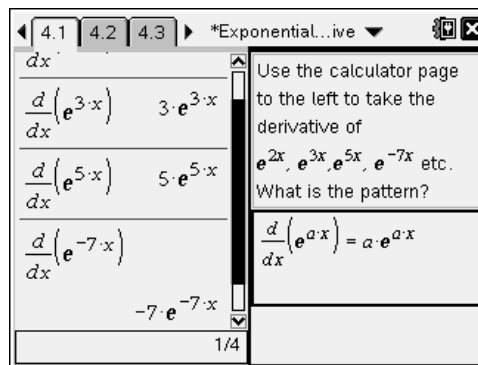 4.1 4.2 4.3 *Exponential...ive
dx
d/dx(e^3·x) 3·e^3·x
d/dx(e^5·x) 5·e^5·x
d/dx(e^-7·x)
-7·e^-7·x
1/4
Use the calculator page
to the left to take the
derivative of
e^2x, e^3x, e^5x, e^-7x etc.
What is the pattern?
d/dx(e^a·x) = a·e^a·x